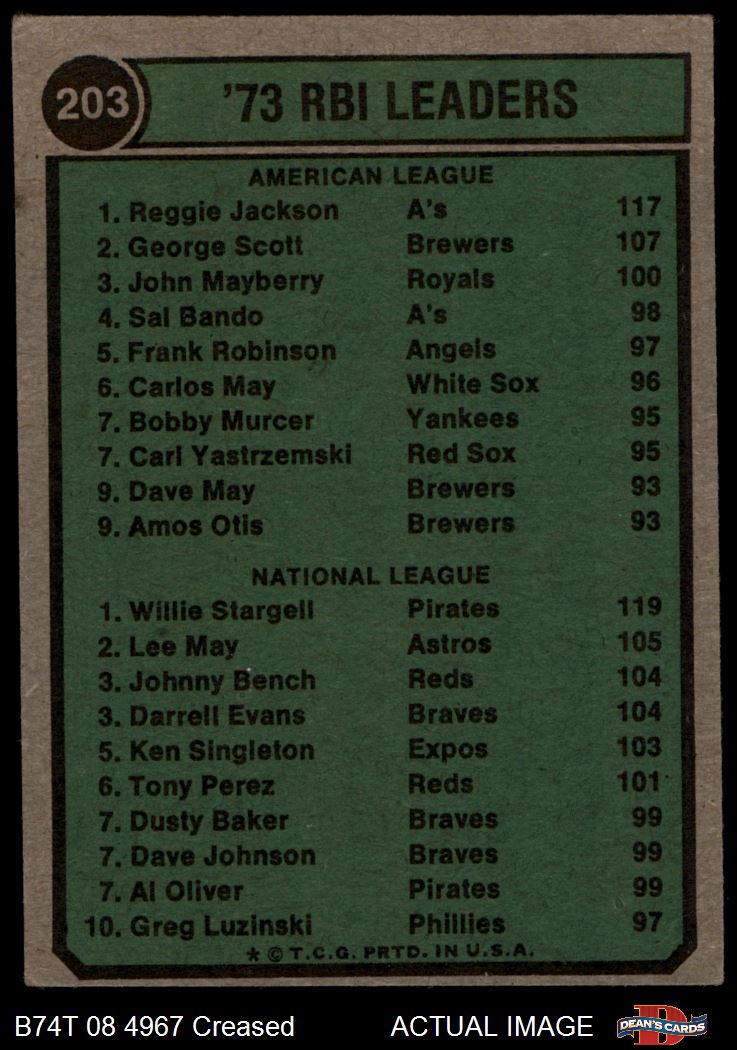 203
'73 RBI LEADERS
AMERICAN LEAGUE
1. Reggie Jackson A's 117
2. George Scott Brewers 107
3. John Mayberry Royals 100
4. Sal Bando A's 98
5. Frank Robinson Angels 97
6. Carlos May White Sox 96
7. Bobby Murcer Yankees 95
7. Carl Yastrzemski Red Sox 95
9. Dave May Brewers 93
9. Amos Otis Brewers 93
NATIONAL LEAGUE
1. Willie Stargell Pirates 119
2. Lee May Astros 105
3. Johnny Bench Reds 104
3. Darrell Evans Braves 104
5. Ken Singleton Expos 103
6. Tony Perez Reds 101
7. Dusty Baker Braves 99
7. Dave Johnson Braves 99
7. Al Oliver Pirates 99
10. Greg Luzinski Phillies 97
* © T.C.G. PRTD. IN U.S.A.
B74T 08 4967 Creased ACTUAL IMAGE
D
DEAN'S CARDS